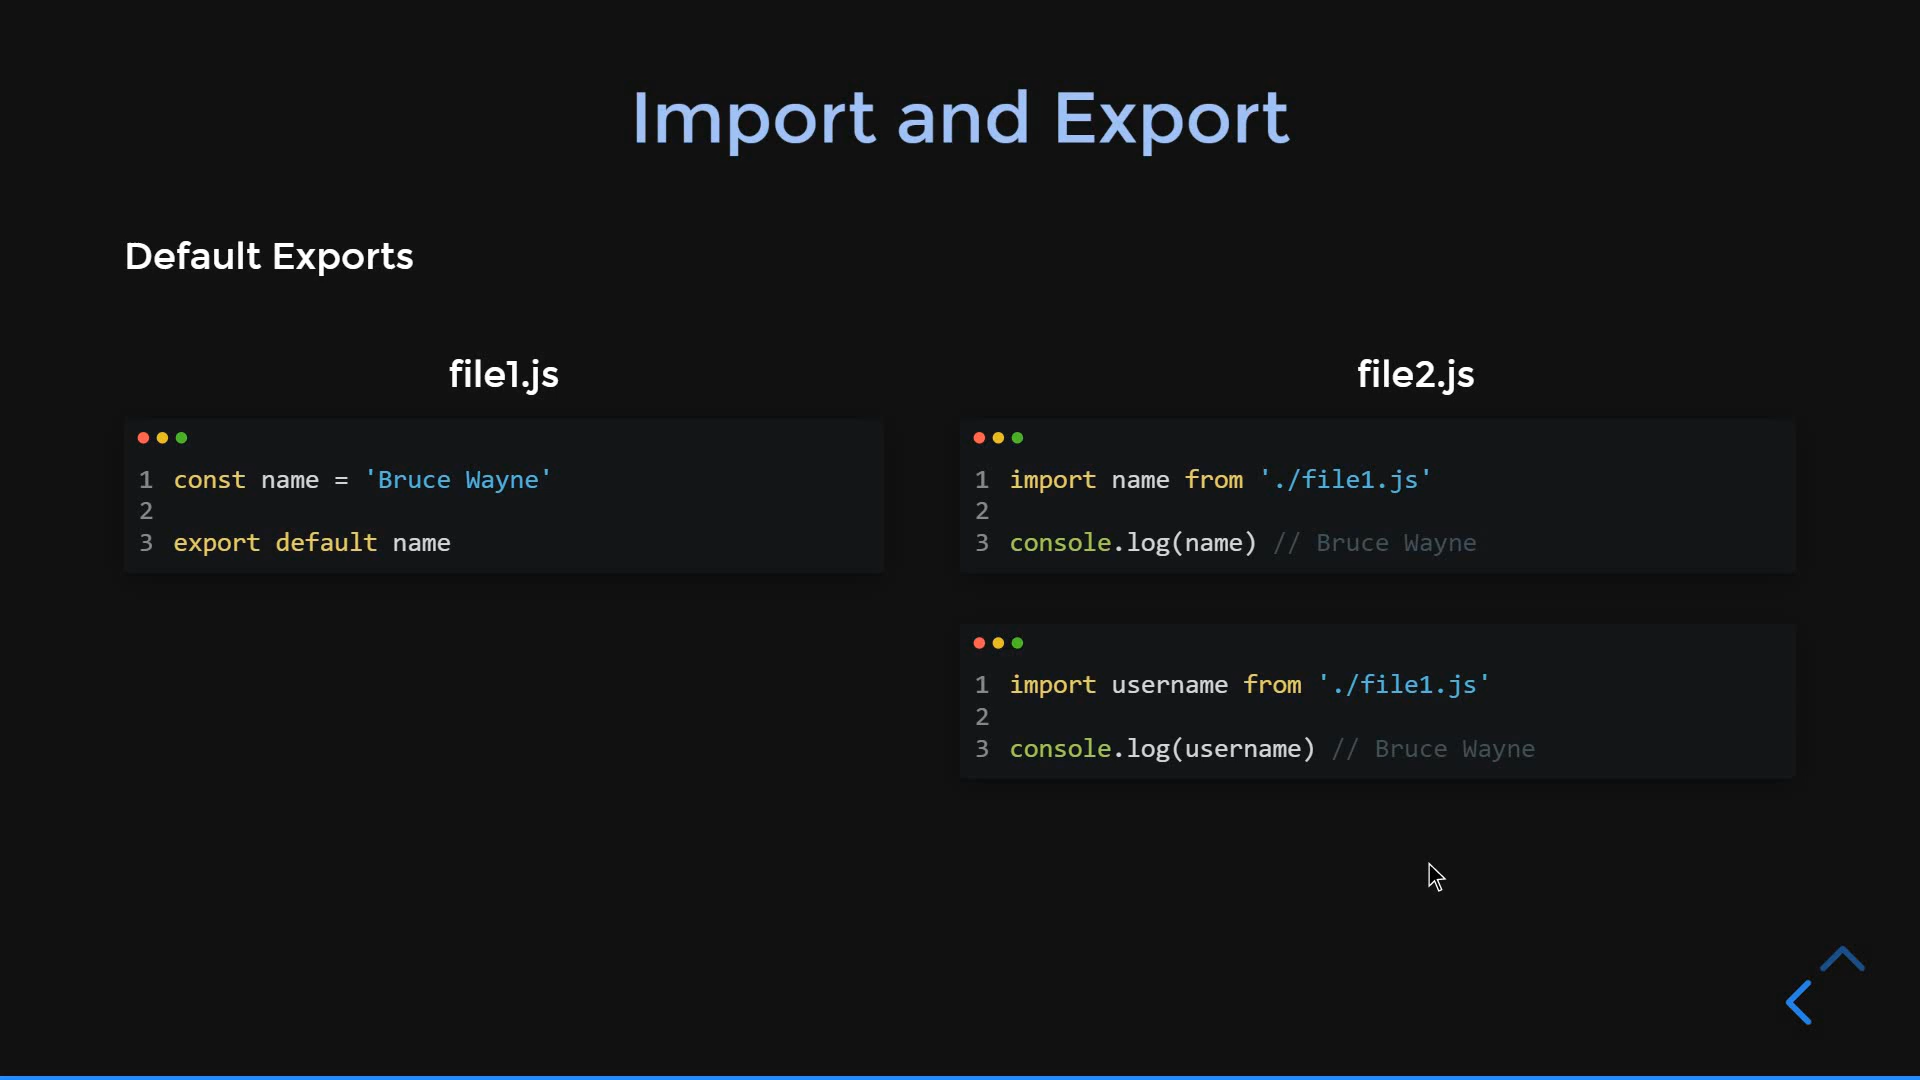 Import and Export
Default Exports
file1.js
1 const name = 'Bruce Wayne'
2
3 export default name
file2.js
1 import name from './file1.js'
2
3 console.log(name) // Bruce Wayne
1 import username from './file1.js'
2
3 console.log(username) // Bruce Wayne